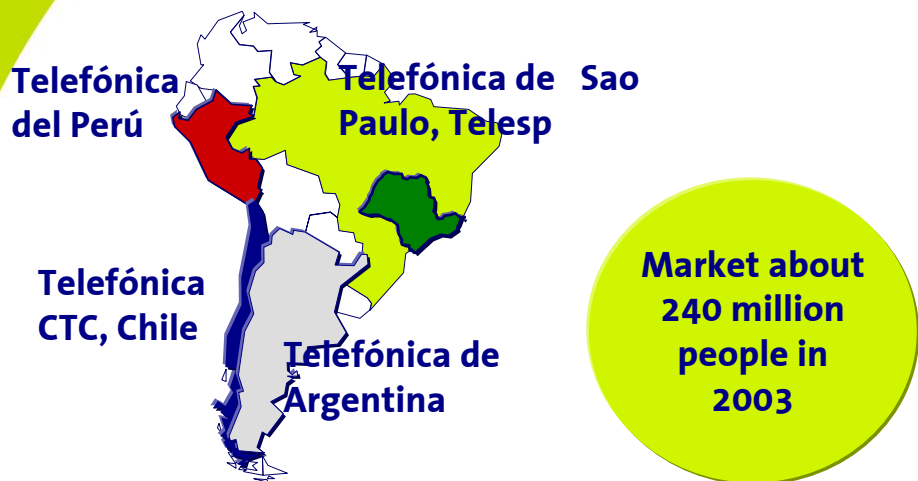 Telefónica
del Perú
Telefónica de Sao
Paulo, Telesp
Telefónica
CTC, Chile
Telefónica de
Argentina
Market about
240 million
people in
2003